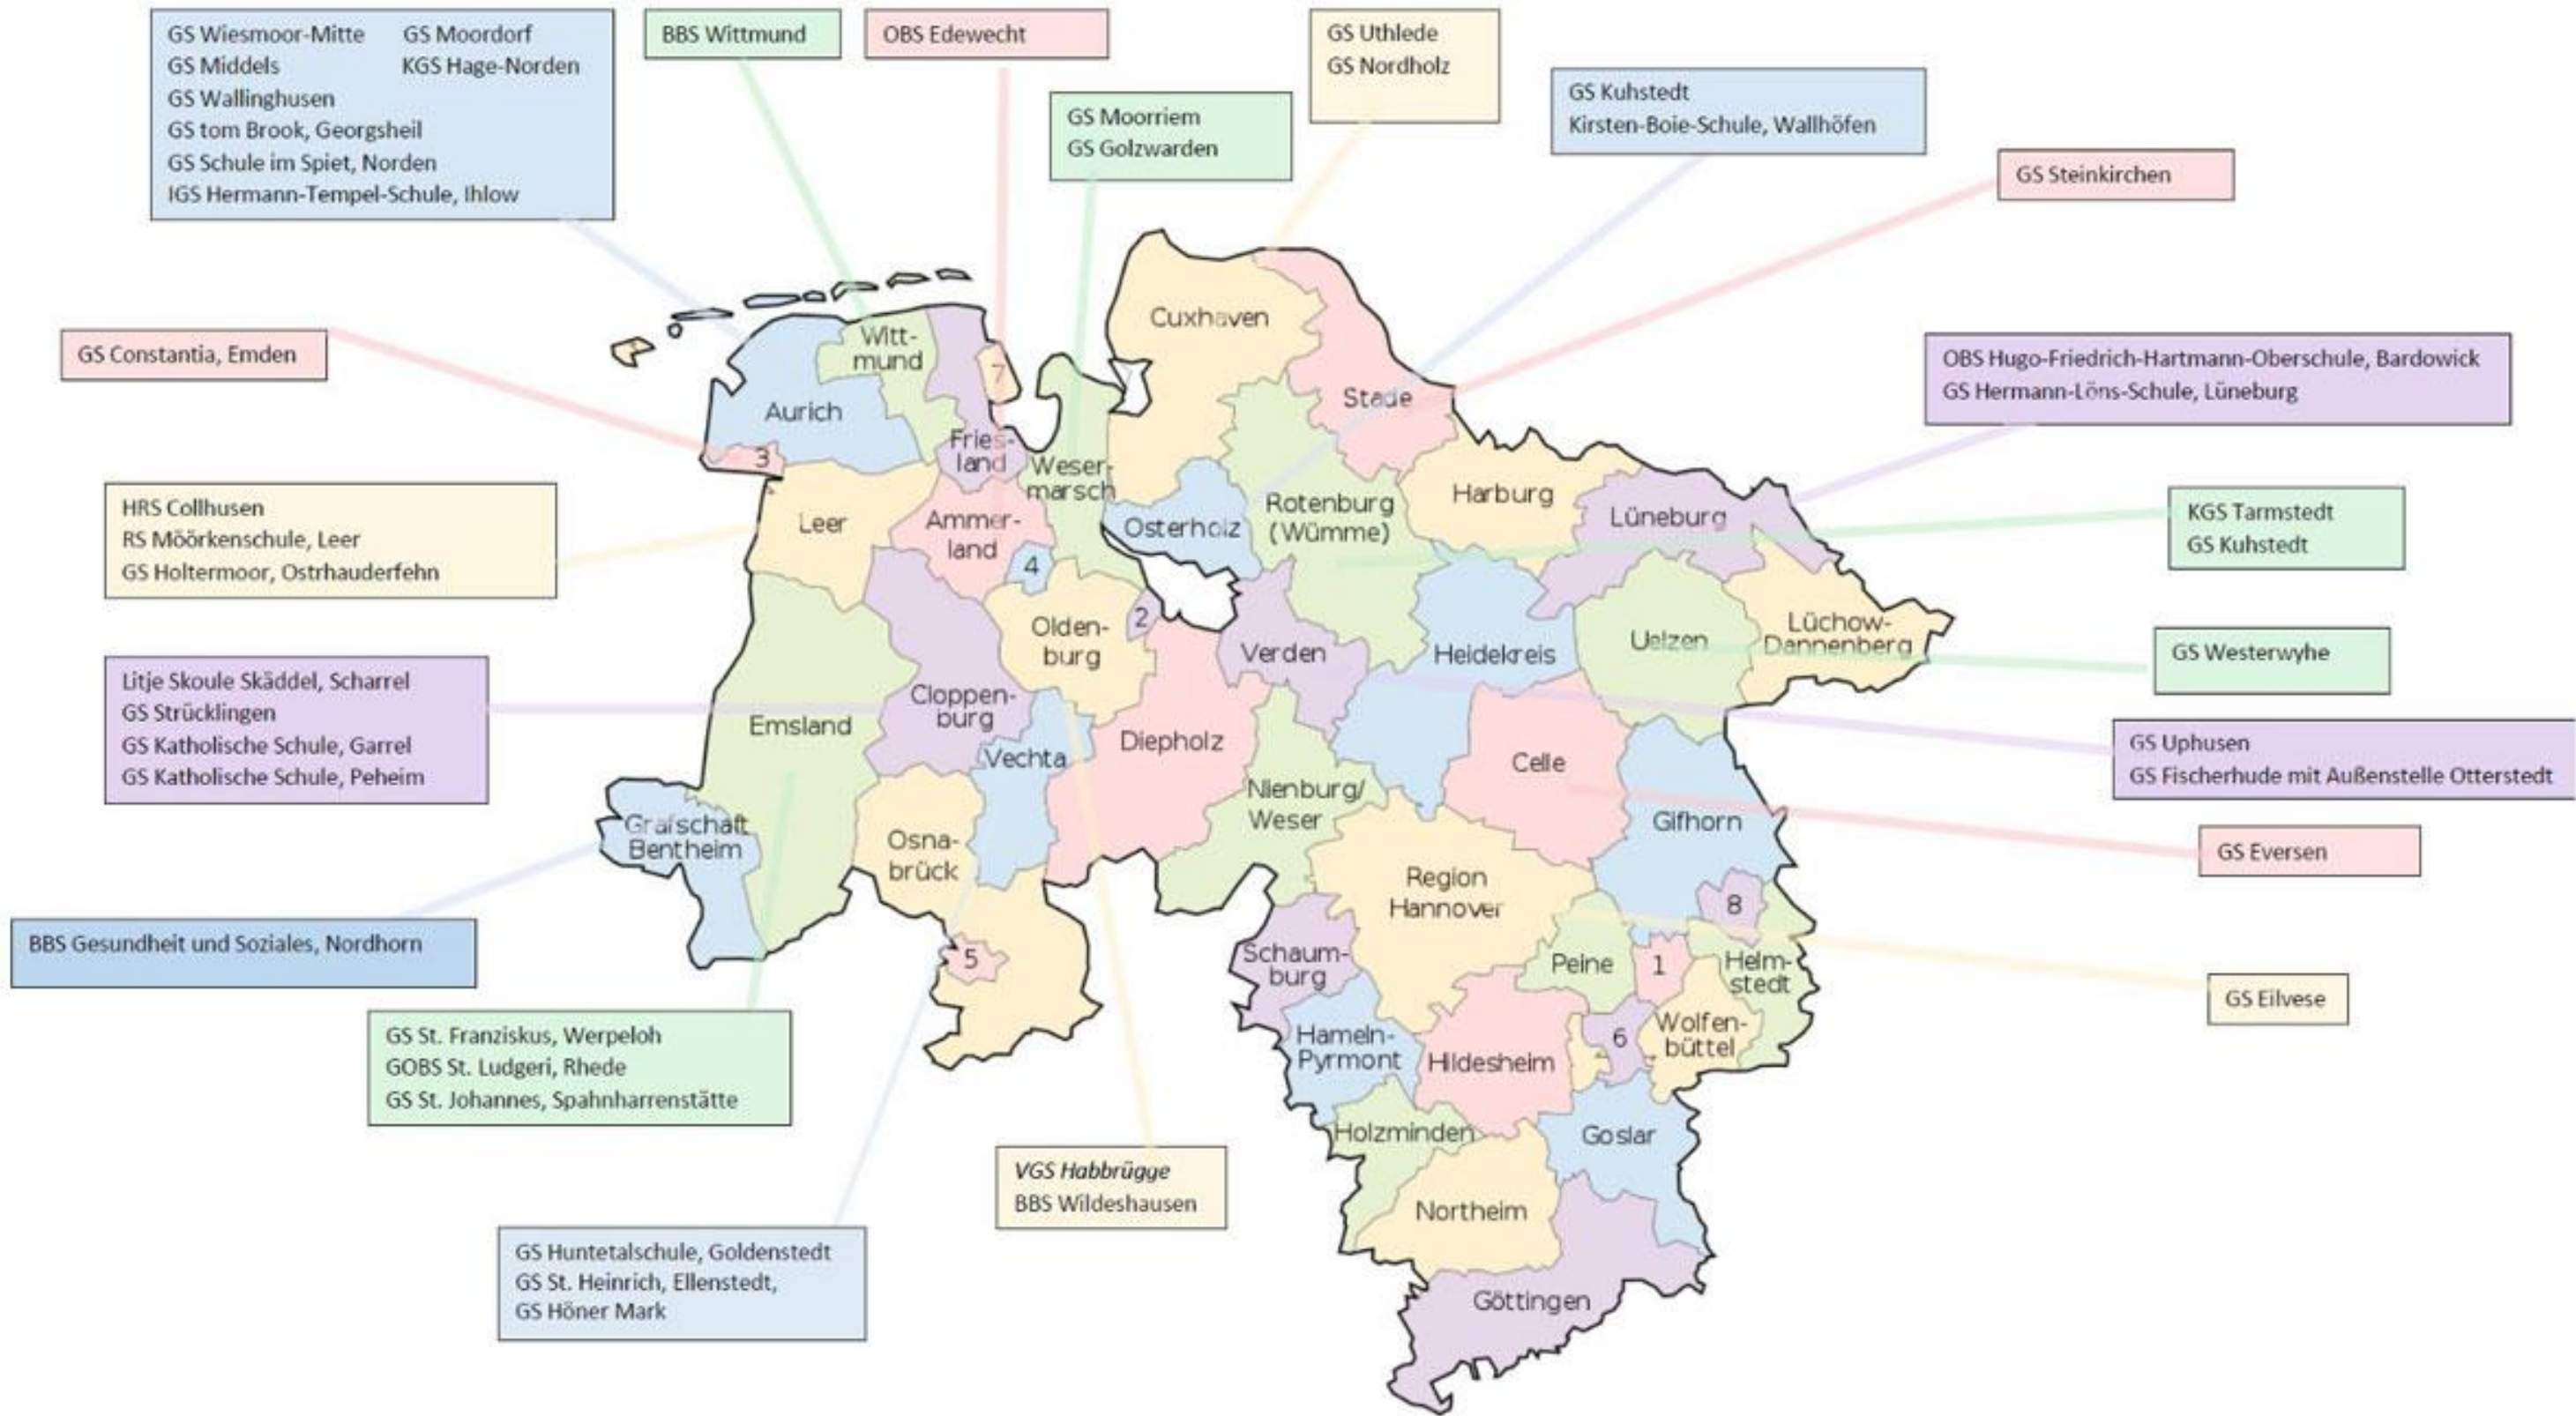 GS Wiesmoor-Mitte GS Moordorf
GS Middels KGS Hage-Norden
GS Wallinghusen
GS tom Brook, Georgsheil
GS Schule im Spiet, Norden
IGS Hermann-Tempel-Schule, Ihlow
BBS Wittmund
OBS Edewecht
GS Moorriem
GS Golzwarden
GS Uthlede
GS Nordholz
GS Kuhstedt
Kirsten-Boie-Schule, Wallhöfen
GS Steinkirchen
GS Constantia, Emden
OBS Hugo-Friedrich-Hartmann-Oberschule, Bardowick
GS Hermann-Löns-Schule, Lüneburg
HRS Collhusen
RS Möörkenschule, Leer
GS Holtermoor, Ostrhauderfehn
KGS Tarmstedt
GS Kuhstedt
Litje Skoule Skäddel, Scharrel
GS Strücklingen
GS Katholische Schule, Garrel
GS Katholische Schule, Peheim
GS Westerwyhe
GS Uphusen
GS Fischerhude mit Außenstelle Otterstedt
GS Eversen
BBS Gesundheit und Soziales, Nordhorn
GS Eilvese
GS St. Franziskus, Werpeloh
GOBS St. Ludgeri, Rhede
GS St. Johannes, Spahnharrenstätte
VGS Habbrügge
BBS Wildeshausen
GS Huntetalschule, Goldenstedt
GS St. Heinrich, Ellenstedt,
GS Höner Mark
Cuxhaven
Witt-
mund
7
Aurich
Stade
Fries-
land
3
Weser-
marsch
Leer
Ammer-
land
Osterholz
Rotenburg
(Wümme)
Harburg
Lüneburg
4
2
Olden-
burg
Verden
Heidekreis
Uelzen
Lüchow-
Dannenberg
Cloppen-
burg
Emsland
Vechta
Diepholz
Celle
Nienburg/
Weser
Gifhorn
Grafschaft
Bentheim
Osna-
brück
Region
Hannover
8
5
Schaum-
burg
Peine
1
Helm-
stedt
Hameln-
Pyrmont
Hildesheim
6
Wolfen-
büttel
Holzminden
Goslar
Northeim
Göttingen